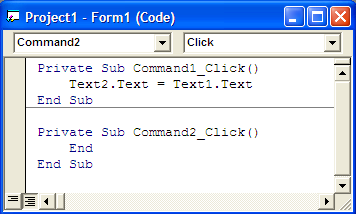 Project1 - Form1 (Code)
Command2 Click
Private Sub Command1_Click()
    Text2.Text = Text1.Text
End Sub
Private Sub Command2_Click()
    End
End Sub